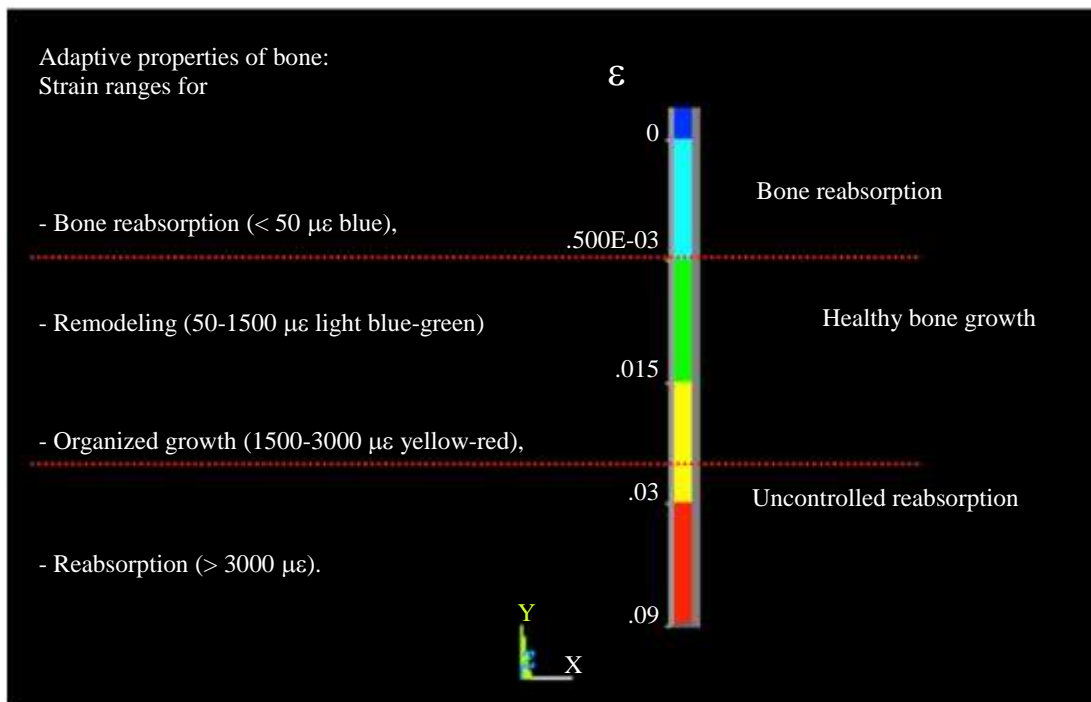 Adaptive properties of bone:
Strain ranges for
ε
0
Bone reabsorption
- Bone reabsorption (< 50 µε blue),
.500E-03
- Remodeling (50-1500 µε light blue-green)
Healthy bone growth
.015
- Organized growth (1500-3000 µε yellow-red),
.03
Uncontrolled reabsorption
- Reabsorption (> 3000 µε).
.09
Y
X